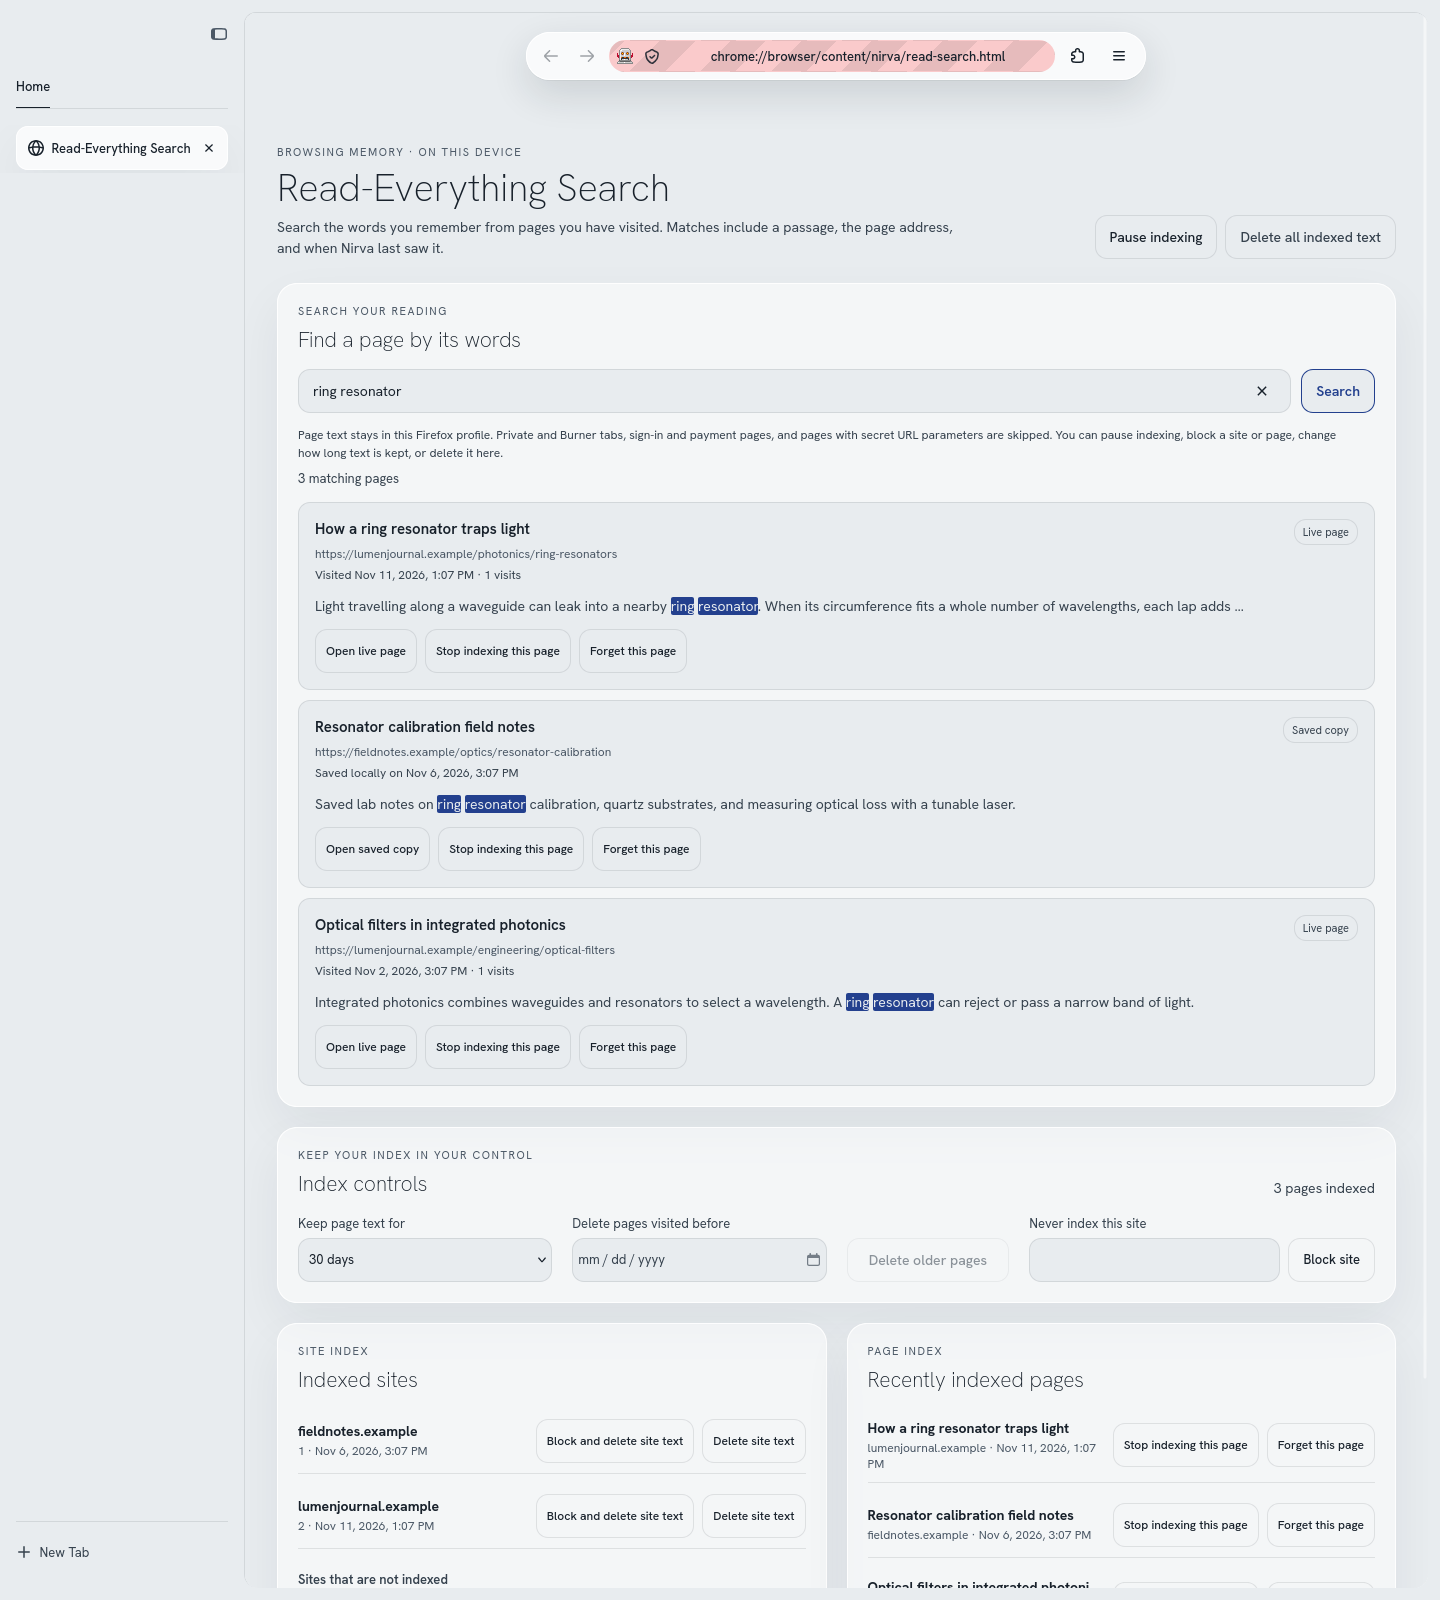 Home
Read-Everything Search
chrome://browser/content/nirva/read-search.html
BROWSING MEMORY · ON THIS DEVICE
Read-Everything Search
Search the words you remember from pages you have visited. Matches include a passage, the page address,
and when Nirva last saw it.
Pause indexing
Delete all indexed text
SEARCH YOUR READING
Find a page by its words
ring resonator
Search
Page text stays in this Firefox profile. Private and Burner tabs, sign-in and payment pages, and pages with secret URL parameters are skipped. You can pause indexing, block a site or page, change
how long text is kept, or delete it here.
3 matching pages
How a ring resonator traps light
Live page
https://lumenjournal.example/photonics/ring-resonators
Visited Nov 11, 2026, 1:07 PM · 1 visits
Light travelling along a waveguide can leak into a nearby ring resonator. When its circumference fits a whole number of wavelengths, each lap adds ...
Open live page
Stop indexing this page
Forget this page
Resonator calibration field notes
Saved copy
https://fieldnotes.example/optics/resonator-calibration
Saved locally on Nov 6, 2026, 3:07 PM
Saved lab notes on ring resonator calibration, quartz substrates, and measuring optical loss with a tunable laser.
Open saved copy
Stop indexing this page
Forget this page
Optical filters in integrated photonics
Live page
https://lumenjournal.example/engineering/optical-filters
Visited Nov 2, 2026, 3:07 PM · 1 visits
Integrated photonics combines waveguides and resonators to select a wavelength. A ring resonator can reject or pass a narrow band of light.
Open live page
Stop indexing this page
Forget this page
KEEP YOUR INDEX IN YOUR CONTROL
Index controls
3 pages indexed
Keep page text for
Delete pages visited before
Never index this site
30 days
mm / dd / yyyy
Delete older pages
Block site
SITE INDEX
Indexed sites
fieldnotes.example
1 · Nov 6, 2026, 3:07 PM
Block and delete site text
Delete site text
lumenjournal.example
2 · Nov 11, 2026, 1:07 PM
Block and delete site text
Delete site text
Sites that are not indexed
PAGE INDEX
Recently indexed pages
How a ring resonator traps light
lumenjournal.example · Nov 11, 2026, 1:07
PM
Stop indexing this page
Forget this page
Resonator calibration field notes
fieldnotes.example · Nov 6, 2026, 3:07 PM
Stop indexing this page
Forget this page
Optical filters in integrated photoni
New Tab